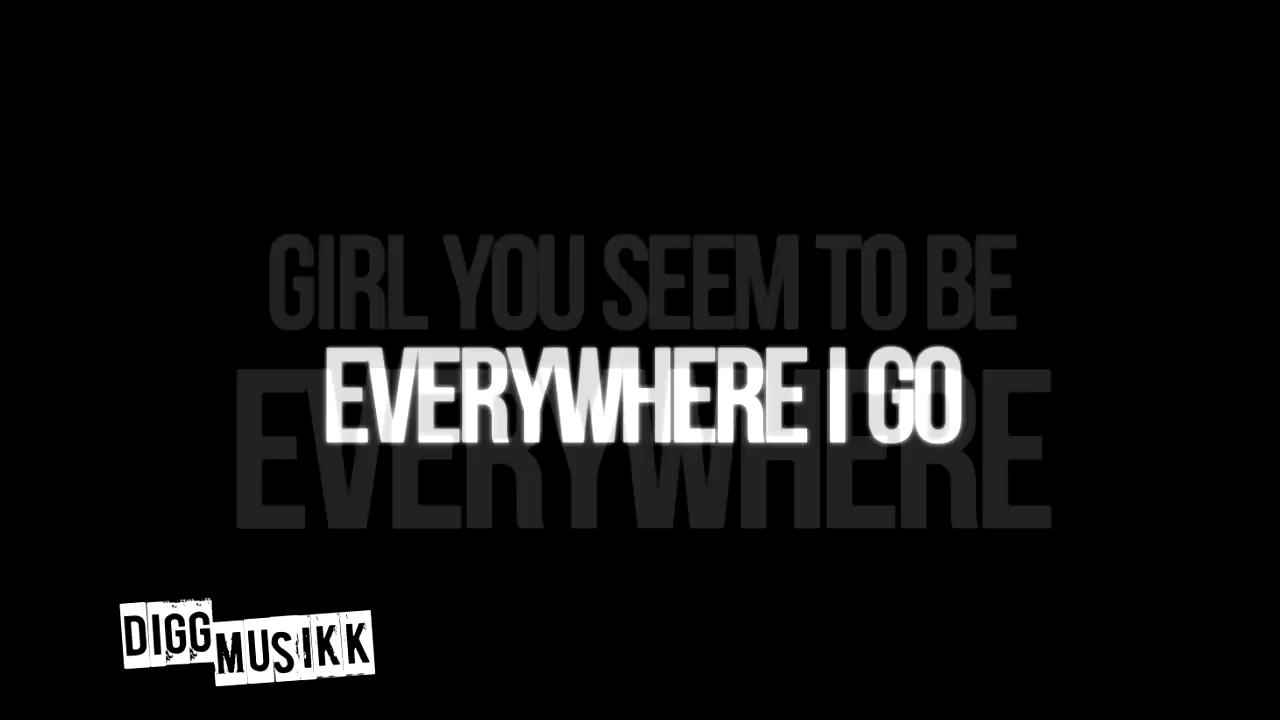 GIRL YOU SEEM TO BE
EVERYWHERE I GO
EVERYWHERE
DIGG
MUSIKK